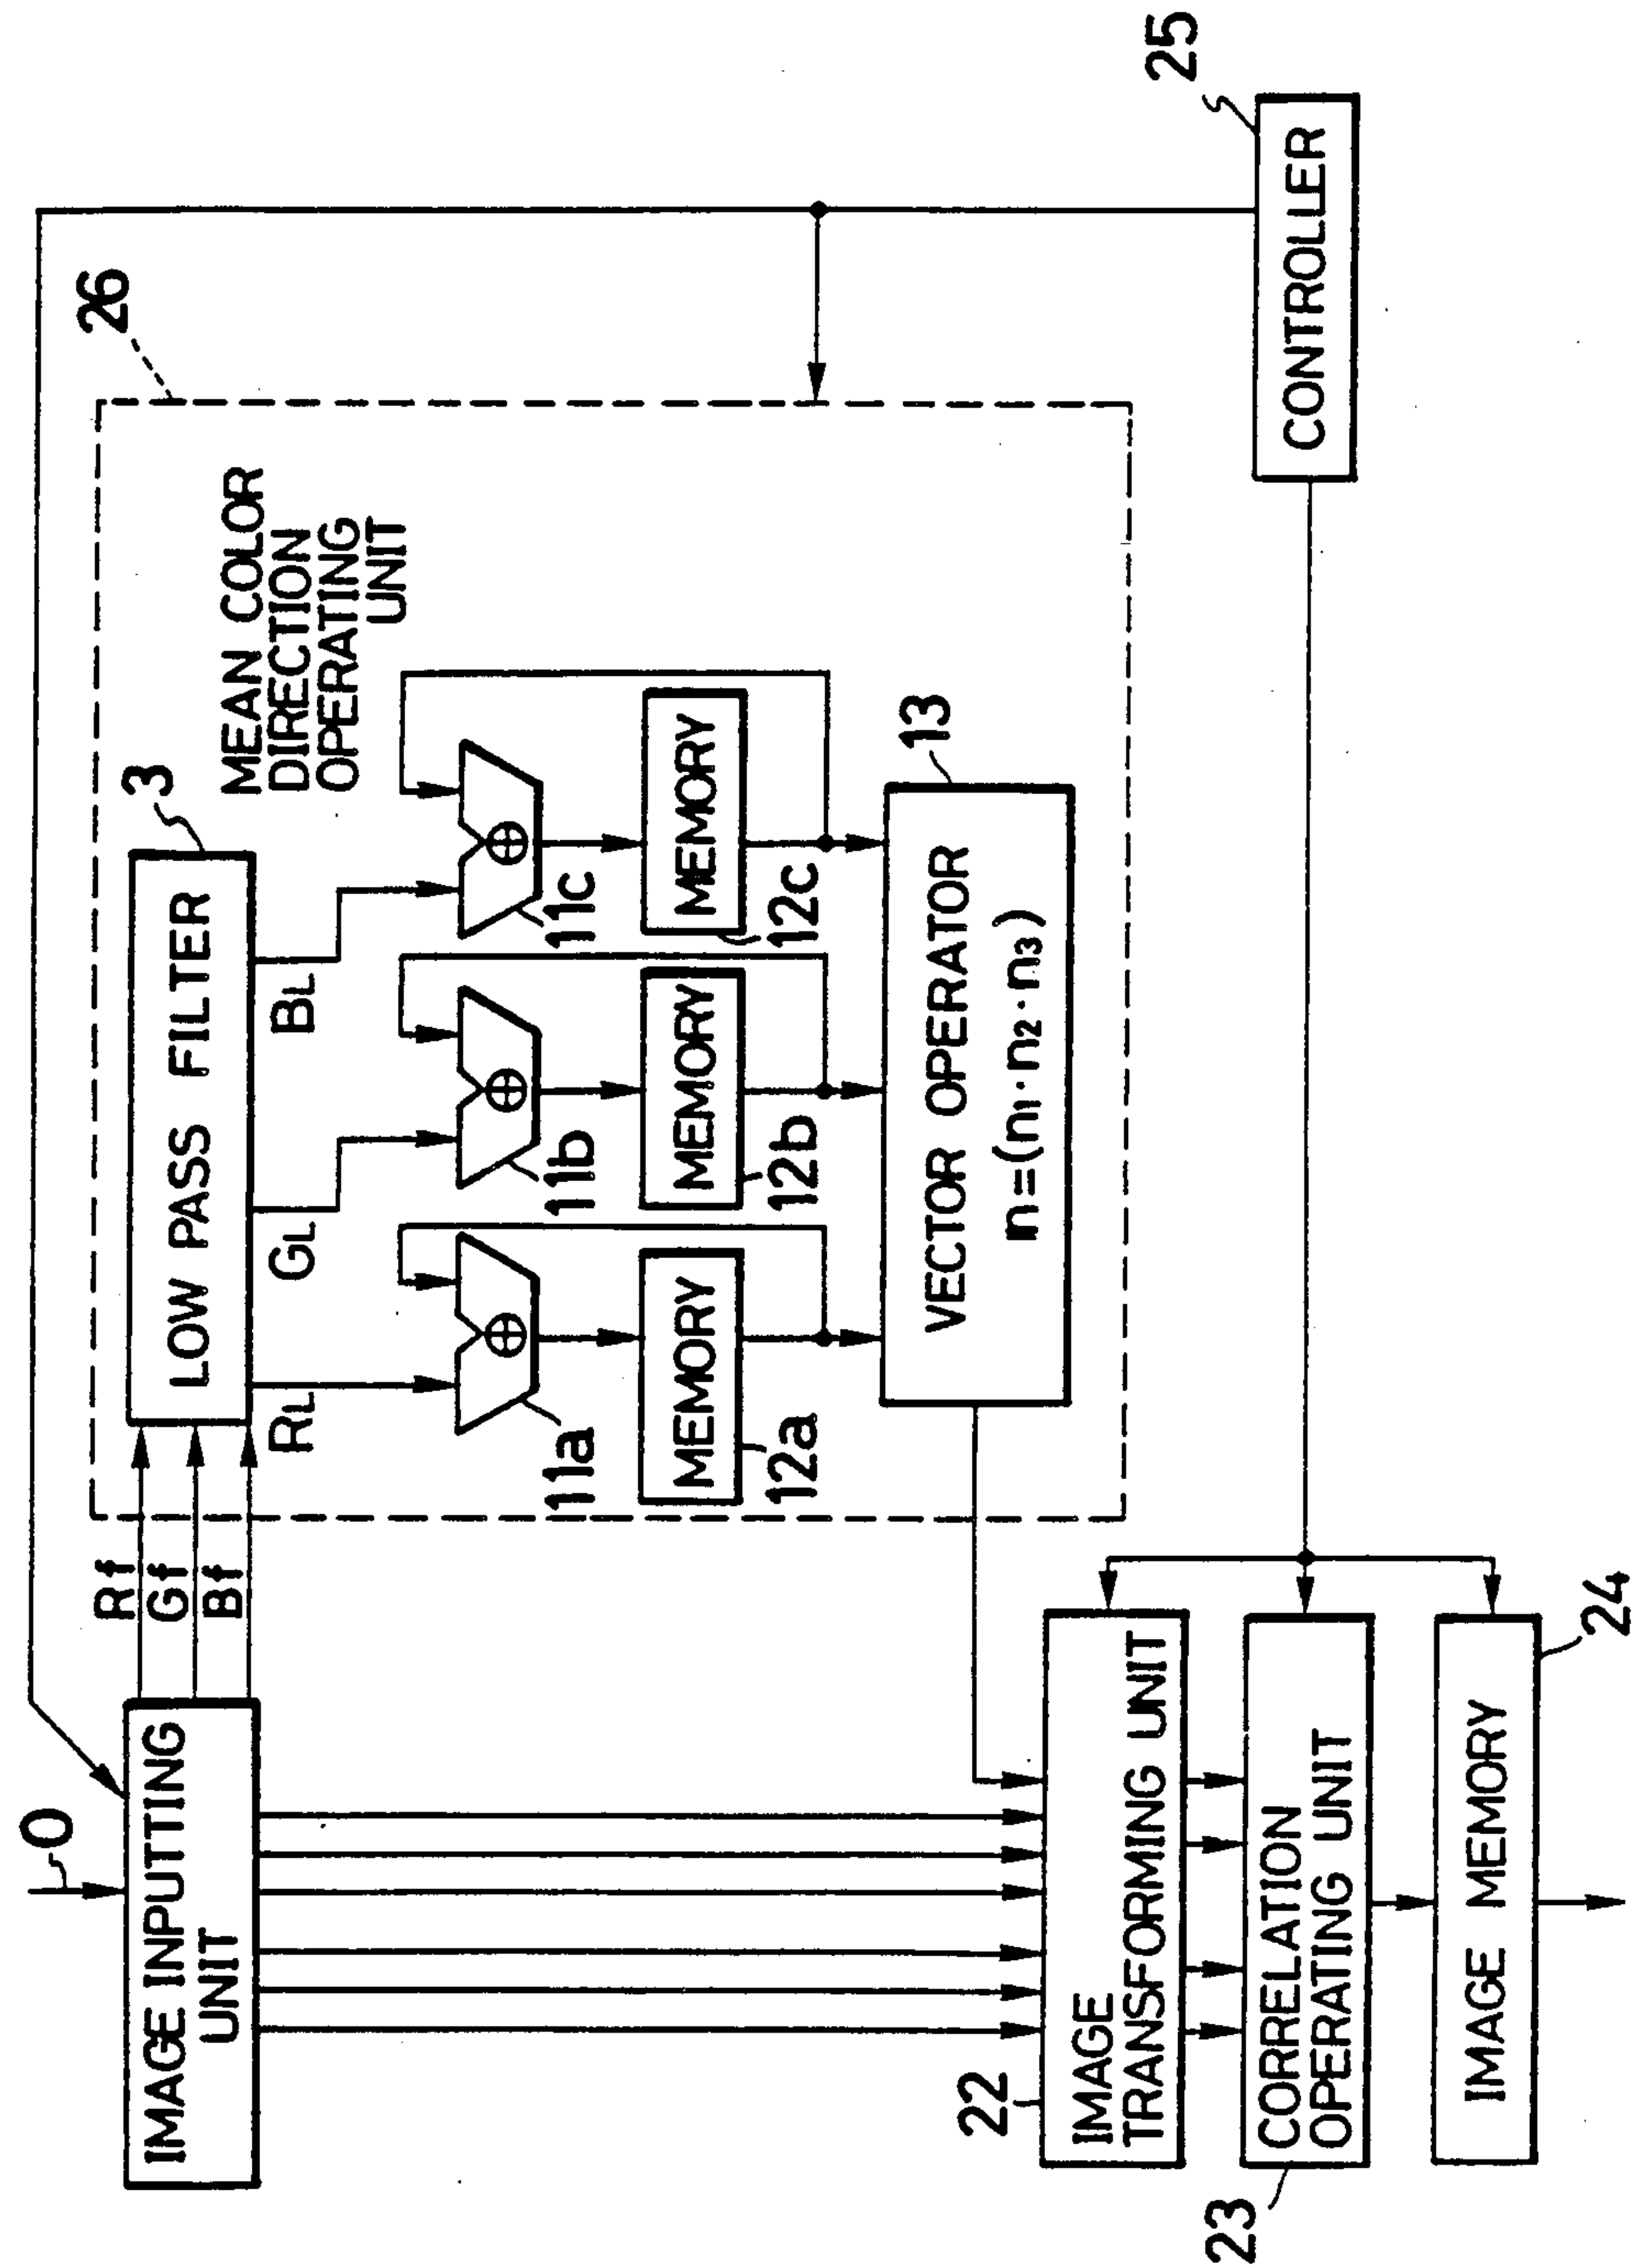 O
IMAGE INPUTTING
UNIT
Rf
Gf
Bf
26
3
LOW PASS FILTER
MEAN COLOR
DIRECTION
OPERATING
UNIT
RL
GL
BL
11a
11b
11c
MEMORY
MEMORY
MEMORY
12a
12b
12c
13
VECTOR OPERATOR
n=(n₁·n₂·n₃)
22
IMAGE
TRANSFORMING UNIT
23
CORRELATION
OPERATING UNIT
IMAGE MEMORY
24
25
CONTROLLER